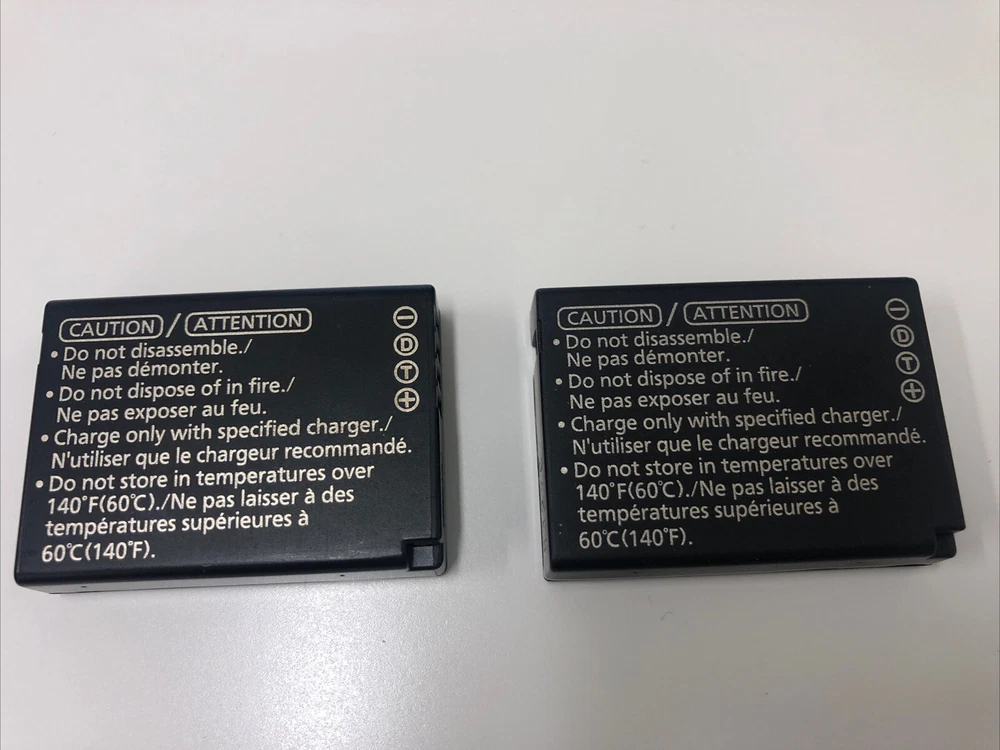 CAUTION / ATTENTION
• Do not disassemble./
Ne pas démonter.
• Do not dispose of in fire./
Ne pas exposer au feu.
• Charge only with specified charger./
N'utiliser que le chargeur recommandé.
• Do not store in temperatures over
140°F(60℃)./Ne pas laisser à des
températures supérieures à
60℃(140°F).
⊖
Ⓓ
Ⓣ
⊕
CAUTION / ATTENTION
• Do not disassemble./
Ne pas démonter.
• Do not dispose of in fire./
Ne pas exposer au feu.
• Charge only with specified charger./
N'utiliser que le chargeur recommandé.
• Do not store in temperatures over
140°F(60℃)./Ne pas laisser à des
températures supérieures à
60℃(140°F).
⊖
Ⓓ
Ⓣ
⊕